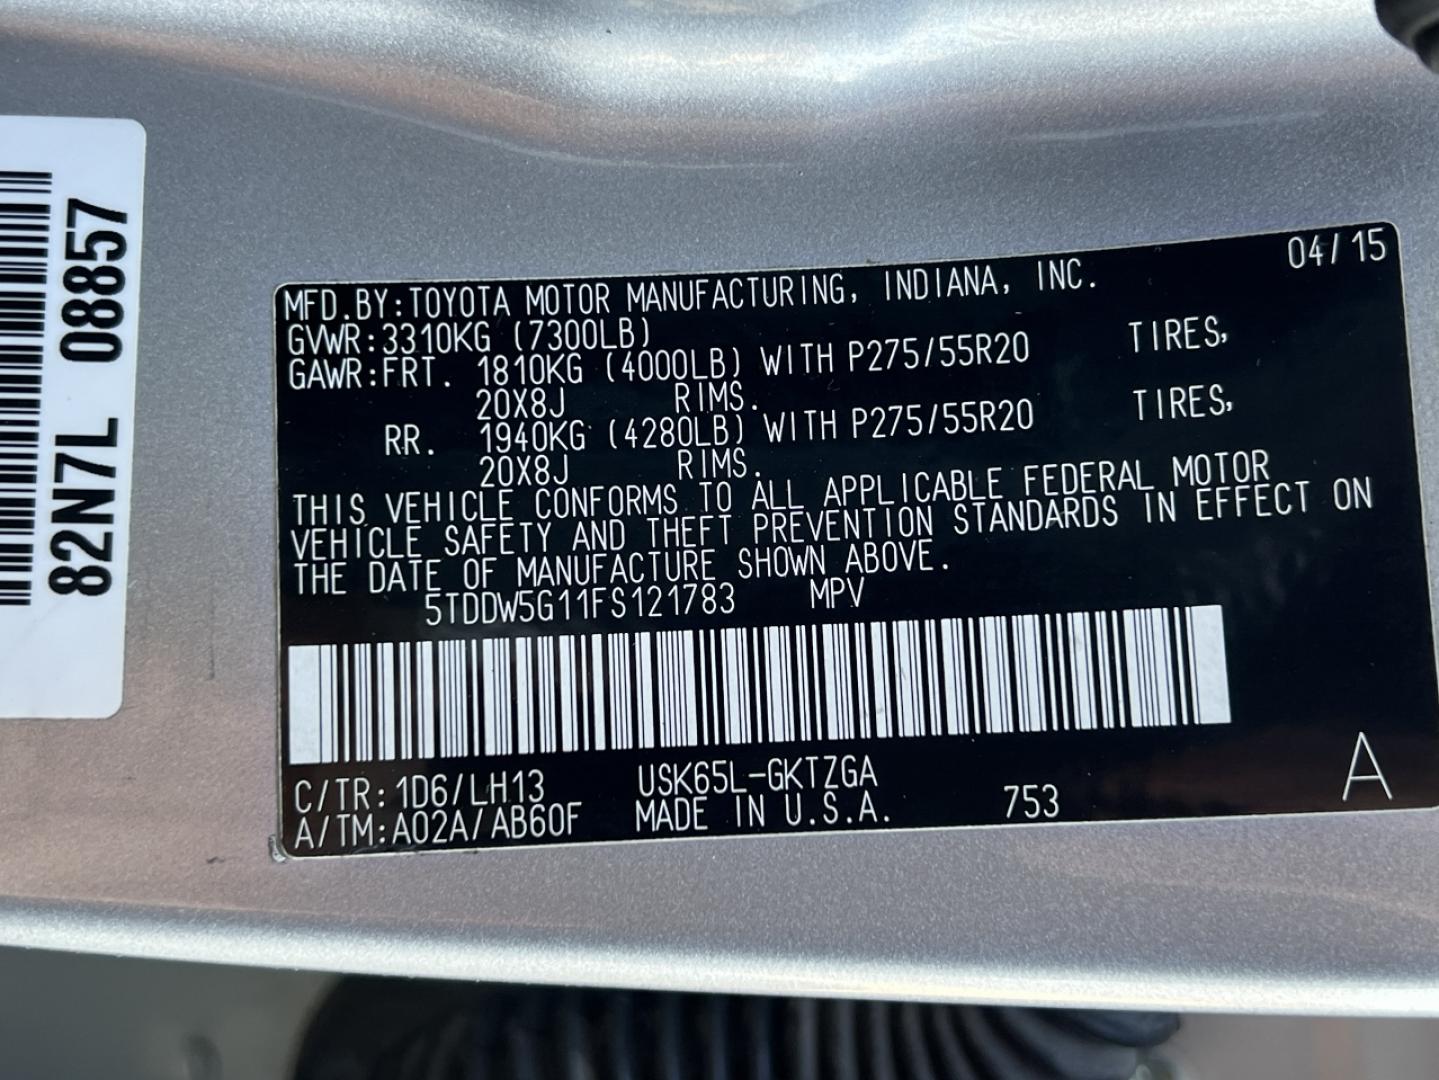 82N7L 08857
04/15
MFD.BY:TOYOTA MOTOR MANUFACTURING, INDIANA, INC.
GVWR:3310KG (7300LB)
GAWR:FRT. 1810KG (4000LB) WITH P275/55R20 TIRES,
20X8J RIMS.
RR. 1940KG (4280LB) WITH P275/55R20 TIRES,
20X8J RIMS.
THIS VEHICLE CONFORMS TO ALL APPLICABLE FEDERAL MOTOR
VEHICLE SAFETY AND THEFT PREVENTION STANDARDS IN EFFECT ON
THE DATE OF MANUFACTURE SHOWN ABOVE.
5TDDW5G11FS121783 MPV
C/TR:1D6/LH13 USK65L-GKTZGA
A/TM:A02A/AB60F MADE IN U.S.A. 753 A